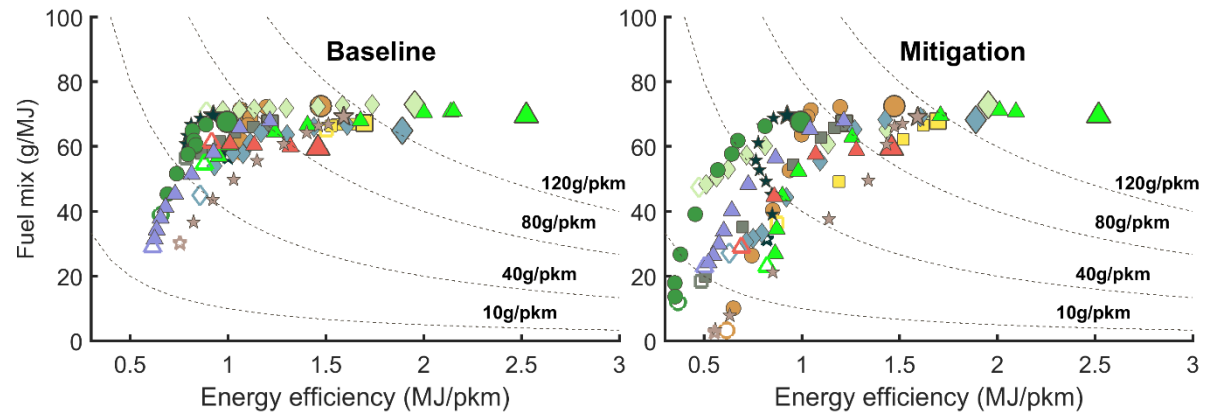 Baseline
Fuel mix (g/MJ)
100
80
60
40
20
0
120g/pkm
80g/pkm
40g/pkm
10g/pkm
0.5 1 1.5 2 2.5 3
Energy efficiency (MJ/pkm)
Mitigation
100
80
60
40
20
0
120g/pkm
80g/pkm
40g/pkm
10g/pkm
0.5 1 1.5 2 2.5 3
Energy efficiency (MJ/pkm)